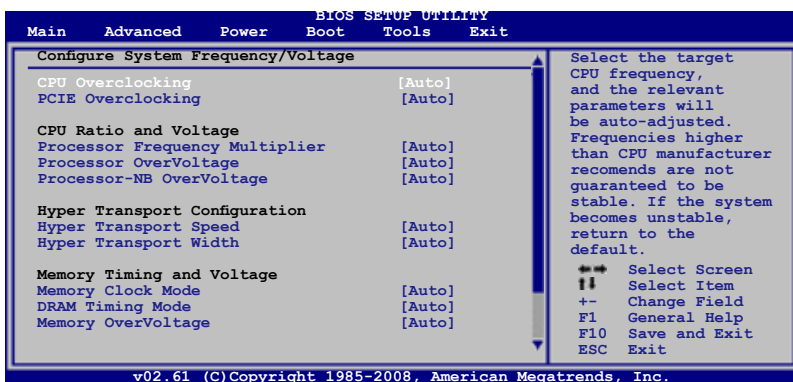 BIOS SETUP UTILITY
Main Advanced Power Boot Tools Exit
Configure System Frequency/Voltage
CPU Overclocking [Auto]
PCIE Overclocking [Auto]
CPU Ratio and Voltage
Processor Frequency Multiplier [Auto]
Processor OverVoltage [Auto]
Processor-NB OverVoltage [Auto]
Hyper Transport Configuration
Hyper Transport Speed [Auto]
Hyper Transport Width [Auto]
Memory Timing and Voltage
Memory Clock Mode [Auto]
DRAM Timing Mode [Auto]
Memory OverVoltage [Auto]
Select the target
CPU frequency,
and the relevant
parameters will
be auto-adjusted.
Frequencies higher
than CPU manufacturer
recomends are not
guaranteed to be
stable. If the system
becomes unstable,
return to the
default.
Select Screen
Select Item
+- Change Field
F1 General Help
F10 Save and Exit
ESC Exit
v02.61 (C)Copyright 1985-2008, American Megatrends, Inc.